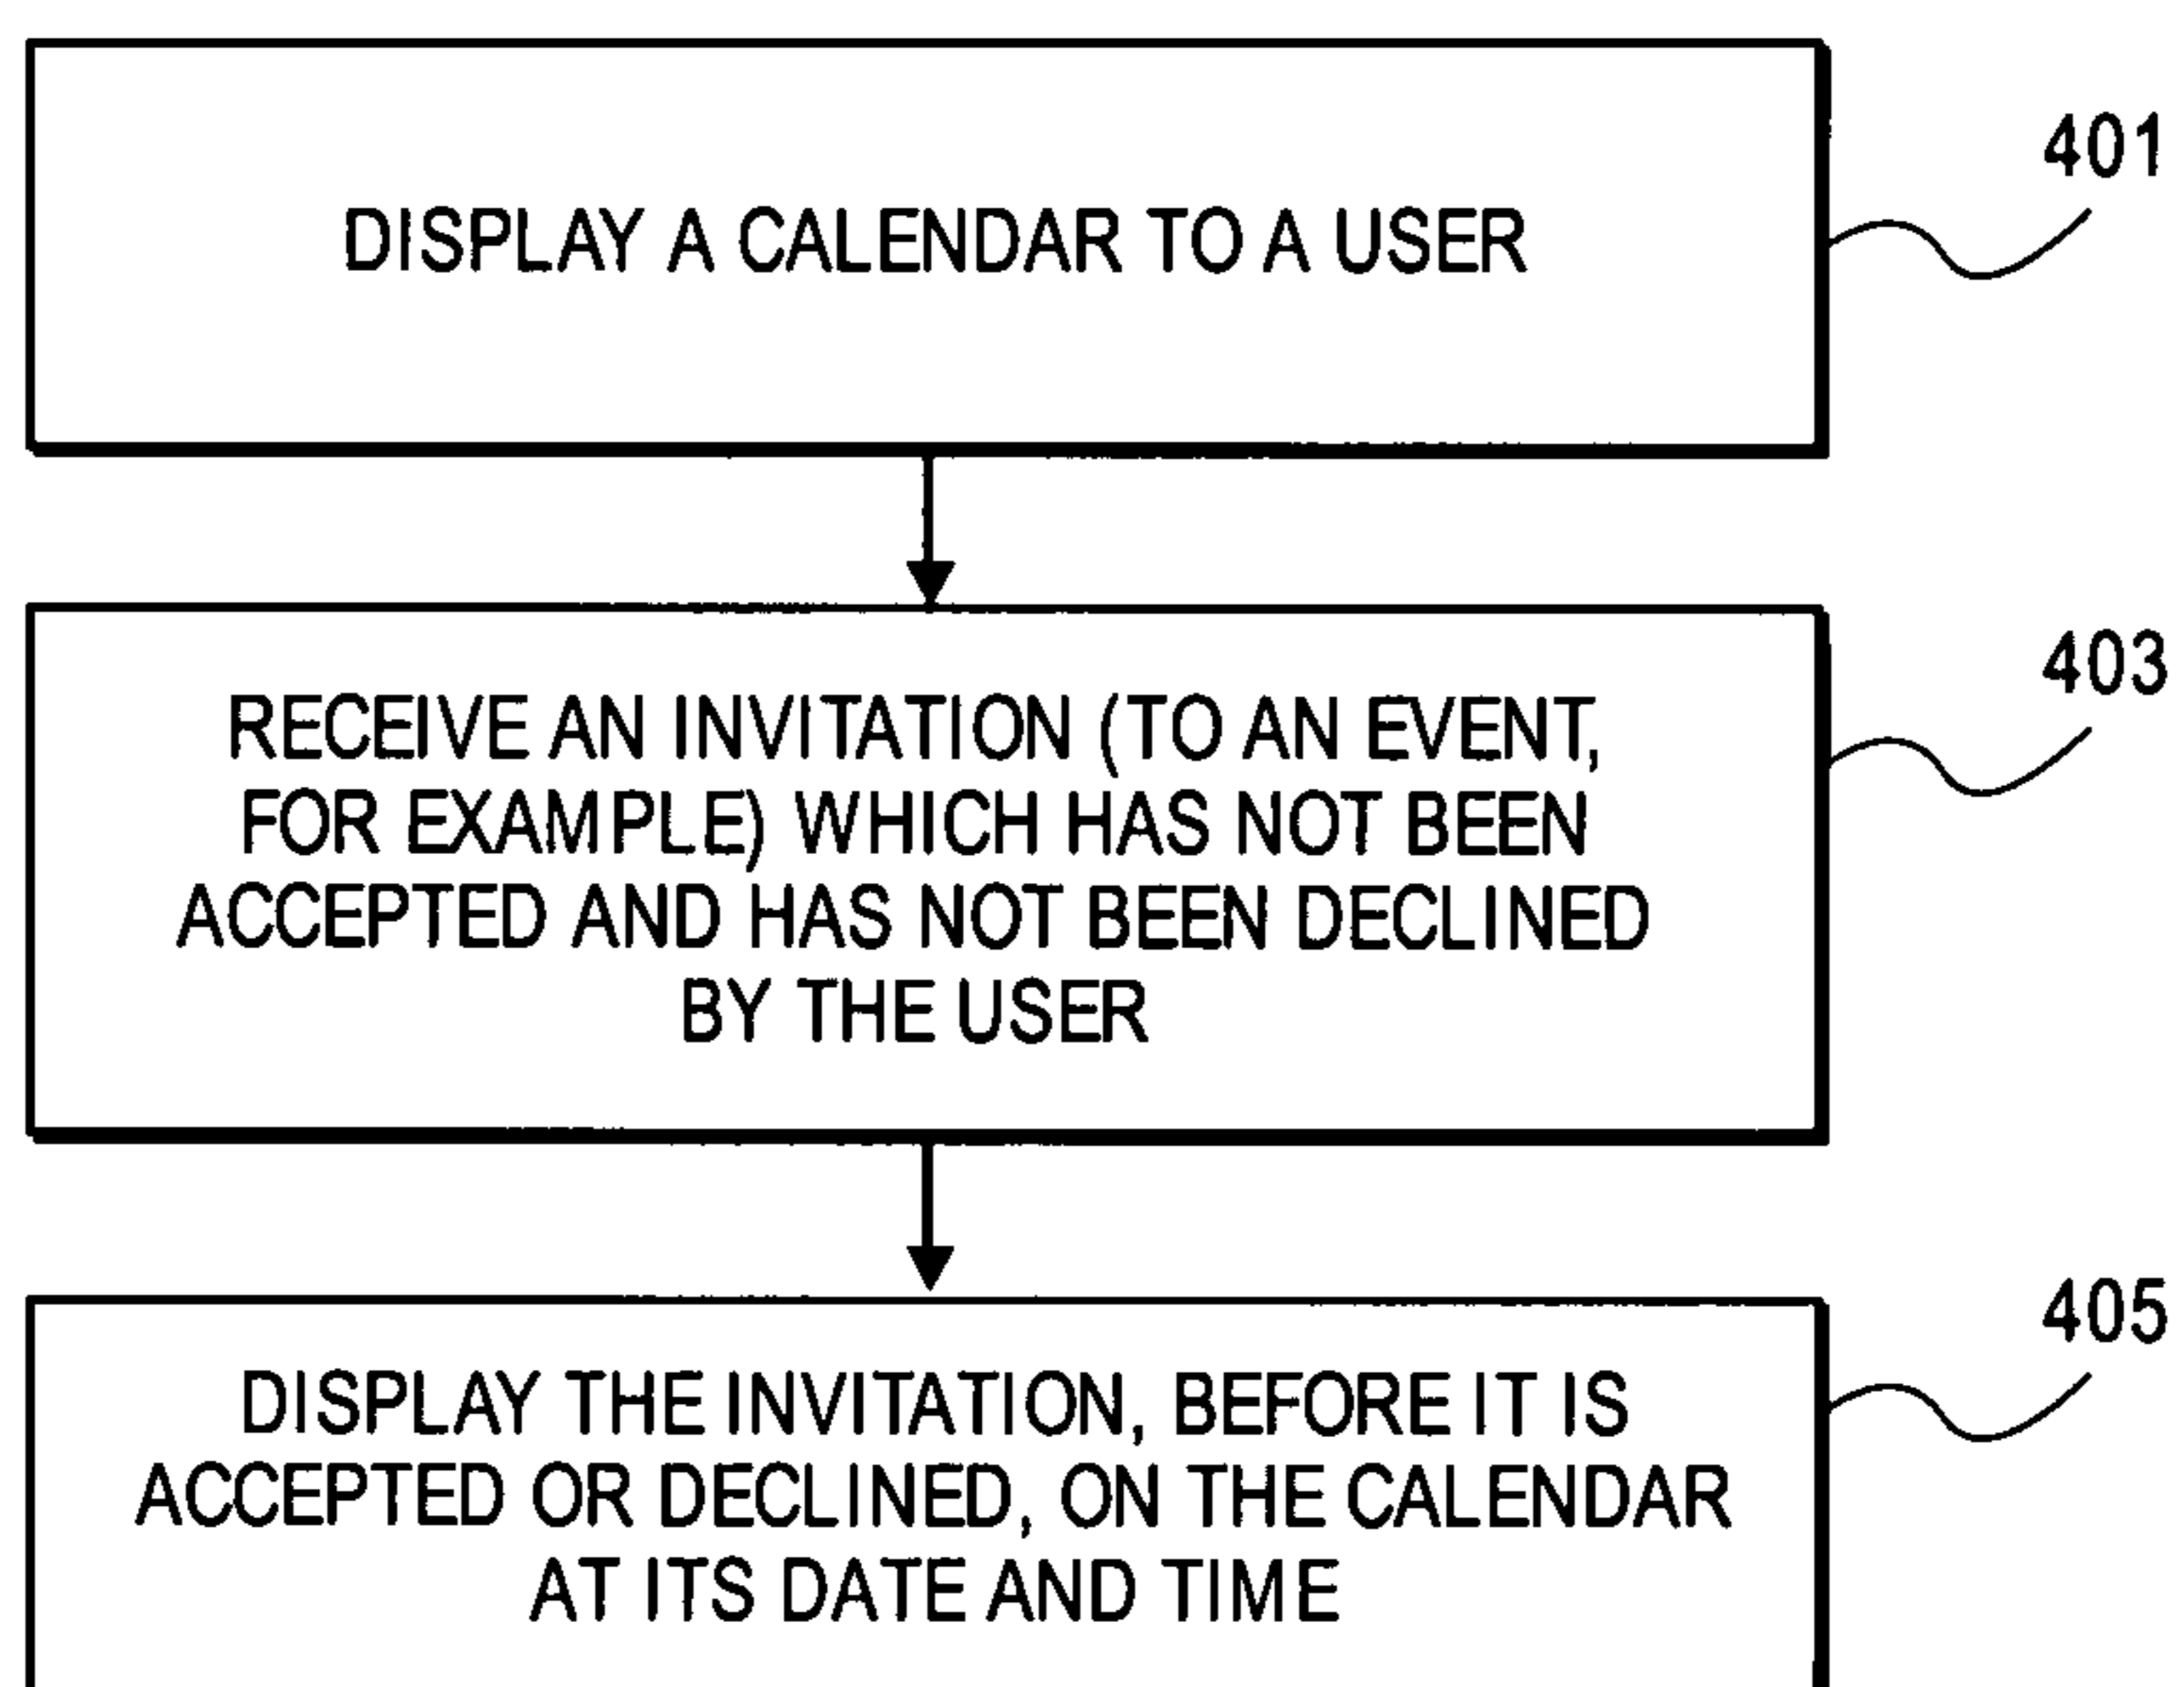 401
DISPLAY A CALENDAR TO A USER
403
RECEIVE AN INVITATION (TO AN EVENT,
FOR EXAMPLE) WHICH HAS NOT BEEN
ACCEPTED AND HAS NOT BEEN DECLINED
BY THE USER
405
DISPLAY THE INVITATION, BEFORE IT IS
ACCEPTED OR DECLINED, ON THE CALENDAR
AT ITS DATE AND TIME